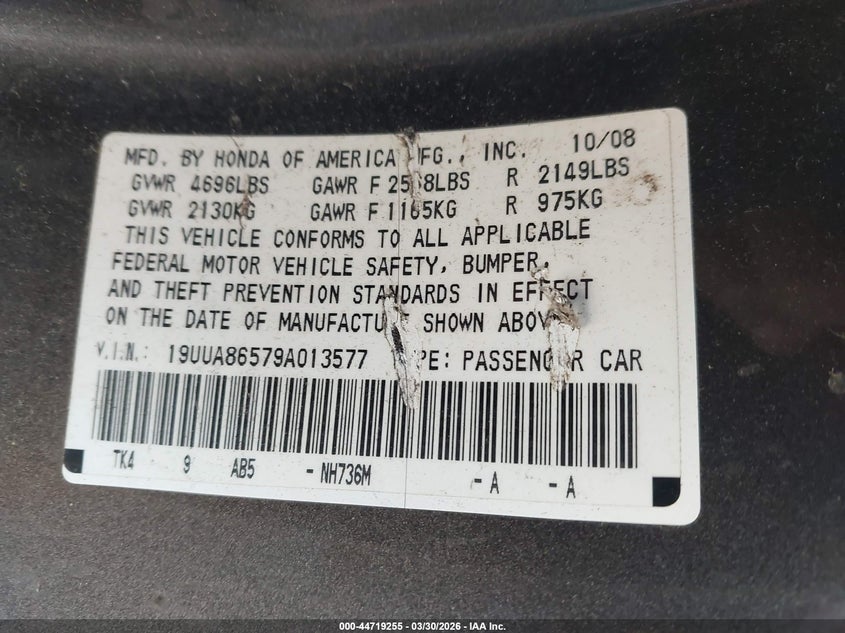 MFD. BY HONDA OF AMERICA FG., INC. 10/08
GVWR 4696LBS GAWR F LBS R 2149LBS
GVWR 2130KG GAWR F 1165KG R 975KG
THIS VEHICLE CONFORMS TO ALL APPLICABLE
FEDERAL MOTOR VEHICLE SAFETY, BUMPER,
AND THEFT PREVENTION STANDARDS IN EFFECT
ON THE DATE OF MANUFACTURE SHOWN ABOVE
V.I.N.: 19UUA86579A013577 TYPE: PASSENGER CAR
TK4 9 AB5 -NH736M -A -A
000-44719255 | 03/30/2026 | IAA Inc.